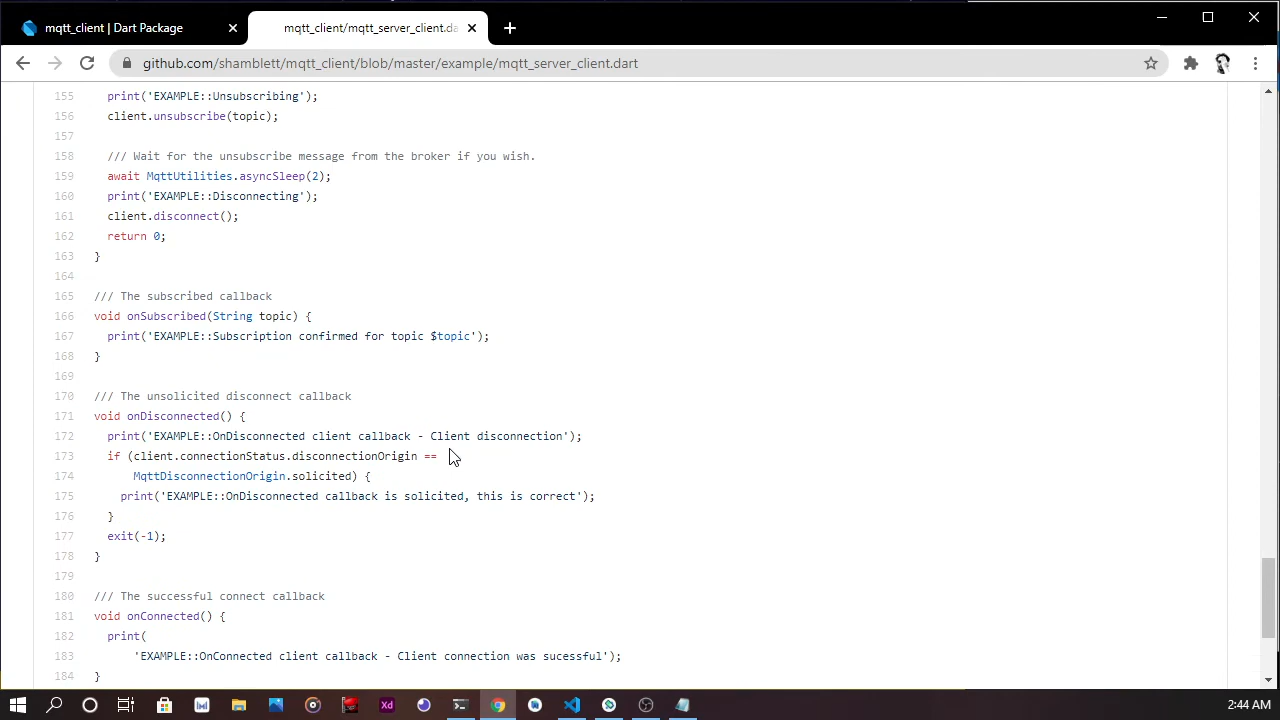 mqtt_client | Dart Package
mqtt_client/mqtt_server_client.da
github.com/shamblett/mqtt_client/blob/master/example/mqtt_server_client.dart
155 print('EXAMPLE::Unsubscribing');
156 client.unsubscribe(topic);
157
158 /// Wait for the unsubscribe message from the broker if you wish.
159 await MqttUtilities.asyncSleep(2);
160 print('EXAMPLE::Disconnecting');
161 client.disconnect();
162 return 0;
163 }
164
165 /// The subscribed callback
166 void onSubscribed(String topic) {
167 print('EXAMPLE::Subscription confirmed for topic $topic');
168 }
169
170 /// The unsolicited disconnect callback
171 void onDisconnected() {
172 print('EXAMPLE::OnDisconnected client callback - Client disconnection');
173 if (client.connectionStatus.disconnectionOrigin ==
174 MqttDisconnectionOrigin.solicited) {
175 print('EXAMPLE::OnDisconnected callback is solicited, this is correct');
176 }
177 exit(-1);
178 }
179
180 /// The successful connect callback
181 void onConnected() {
182 print(
183 'EXAMPLE::OnConnected client callback - Client connection was sucessful');
184 }
Xd
2:44 AM